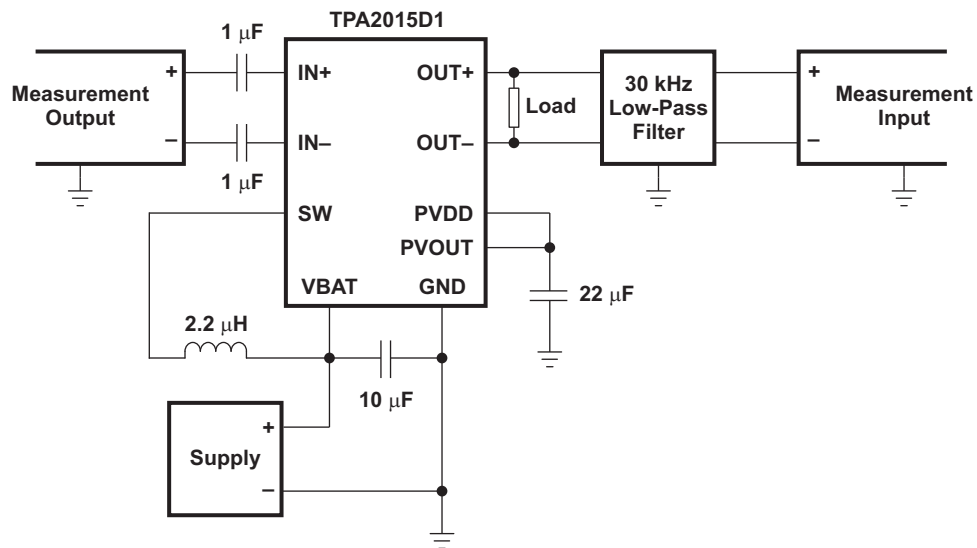 TPA2015D1
1 μF
+
IN+
OUT+
30 kHz
Low-Pass
Filter
+
Measurement
Output
Load
Measurement
Input
–
IN–
OUT–
–
1 μF
SW
PVDD
PVOUT
VBAT
GND
22 μF
2.2 μH
10 μF
+
Supply
–